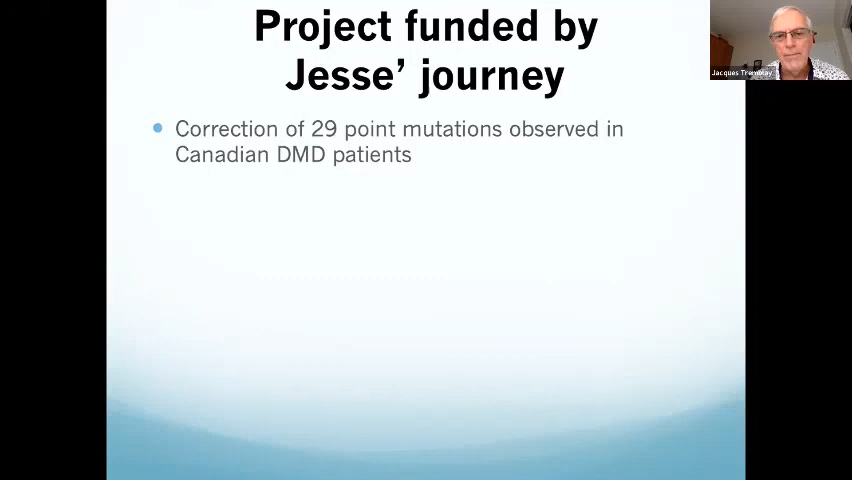 Project funded by
Jesse’ journey
Correction of 29 point mutations observed in
Canadian DMD patients
Jacques Tremblay